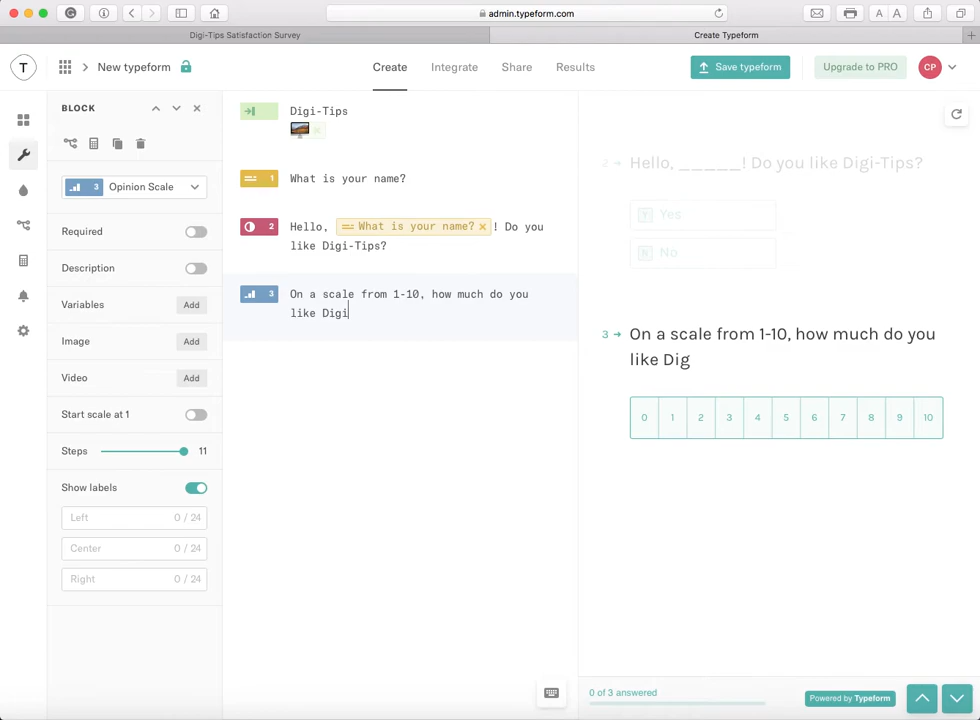 admin.typeform.com
A A
Digi-Tips Satisfaction Survey
Create Typeform
T
New typeform
Create
Integrate
Share
Results
Save typeform
Upgrade to PRO
CP
BLOCK
3 Opinion Scale
Required
Description
Variables Add
Image Add
Video Add
Start scale at 1
Steps 11
Show labels
Left 0 / 24
Center 0 / 24
Right 0 / 24
Digi-Tips
1 What is your name?
2 Hello, What is your name? ! Do you
like Digi-Tips?
3 On a scale from 1-10, how much do you
like Digi
2 Hello, _____! Do you like Digi-Tips?
Y Yes
N No
3 On a scale from 1-10, how much do you
like Dig
0 1 2 3 4 5 6 7 8 9 10
0 of 3 answered
Powered by Typeform